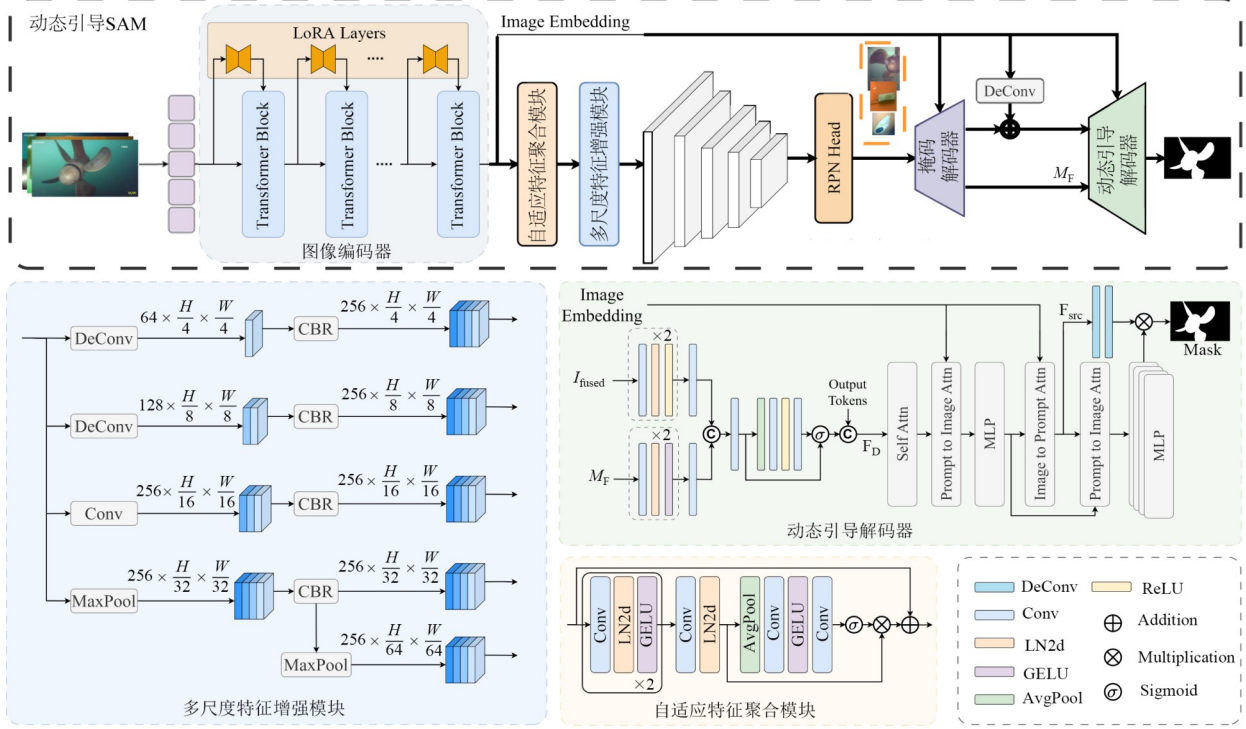 动态引导SAM
LoRA Layers
Image Embedding
Transformer Block
Transformer Block
Transformer Block
图像编码器
自适应特征聚合模块
多尺度特征增强模块
RPN Head
掩码
解码器
DeConv
M_F
动态引导
解码器
DeConv
64 × H/4 × W/4
CBR
256 × H/4 × W/4
DeConv
128 × H/8 × W/8
CBR
256 × H/8 × W/8
Conv
256 × H/16 × W/16
CBR
256 × H/16 × W/16
MaxPool
256 × H/32 × W/32
CBR
256 × H/32 × W/32
MaxPool
256 × H/64 × W/64
多尺度特征增强模块
Image
Embedding
×2
I_fused
×2
M_F
C
σ
Output
Tokens
C
F_D
Self Attn
Prompt to Image Attn
MLP
Image to Prompt Attn
Prompt to Image Attn
MLP
F_src
Mask
动态引导解码器
Conv
LN2d
GELU
×2
Conv
LN2d
AvgPool
Conv
GELU
Conv
σ
自适应特征聚合模块
DeConv
ReLU
Conv
Addition
LN2d
Multiplication
GELU
σ Sigmoid
AvgPool